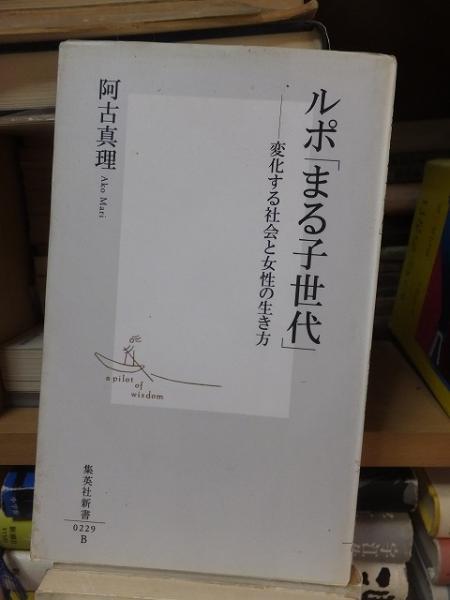 ルポ「まる子世代」
――変化する社会と女性の生き方
阿古真理
Ako Mari
a pilot
of
wisdom
集英社新書
0229
B